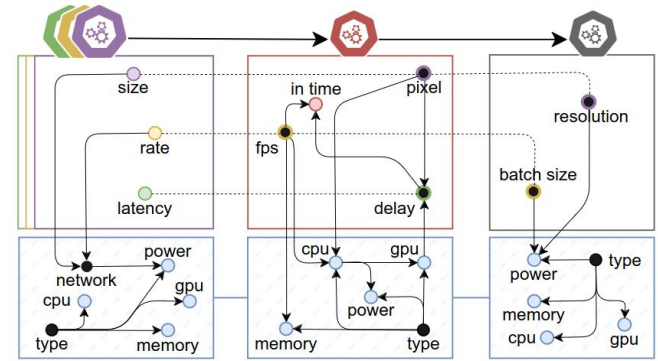 size
rate
latency
in time
pixel
fps
delay
resolution
batch size
power
network
cpu
gpu
type
memory
cpu
gpu
power
memory
type
type
power
memory
cpu
gpu